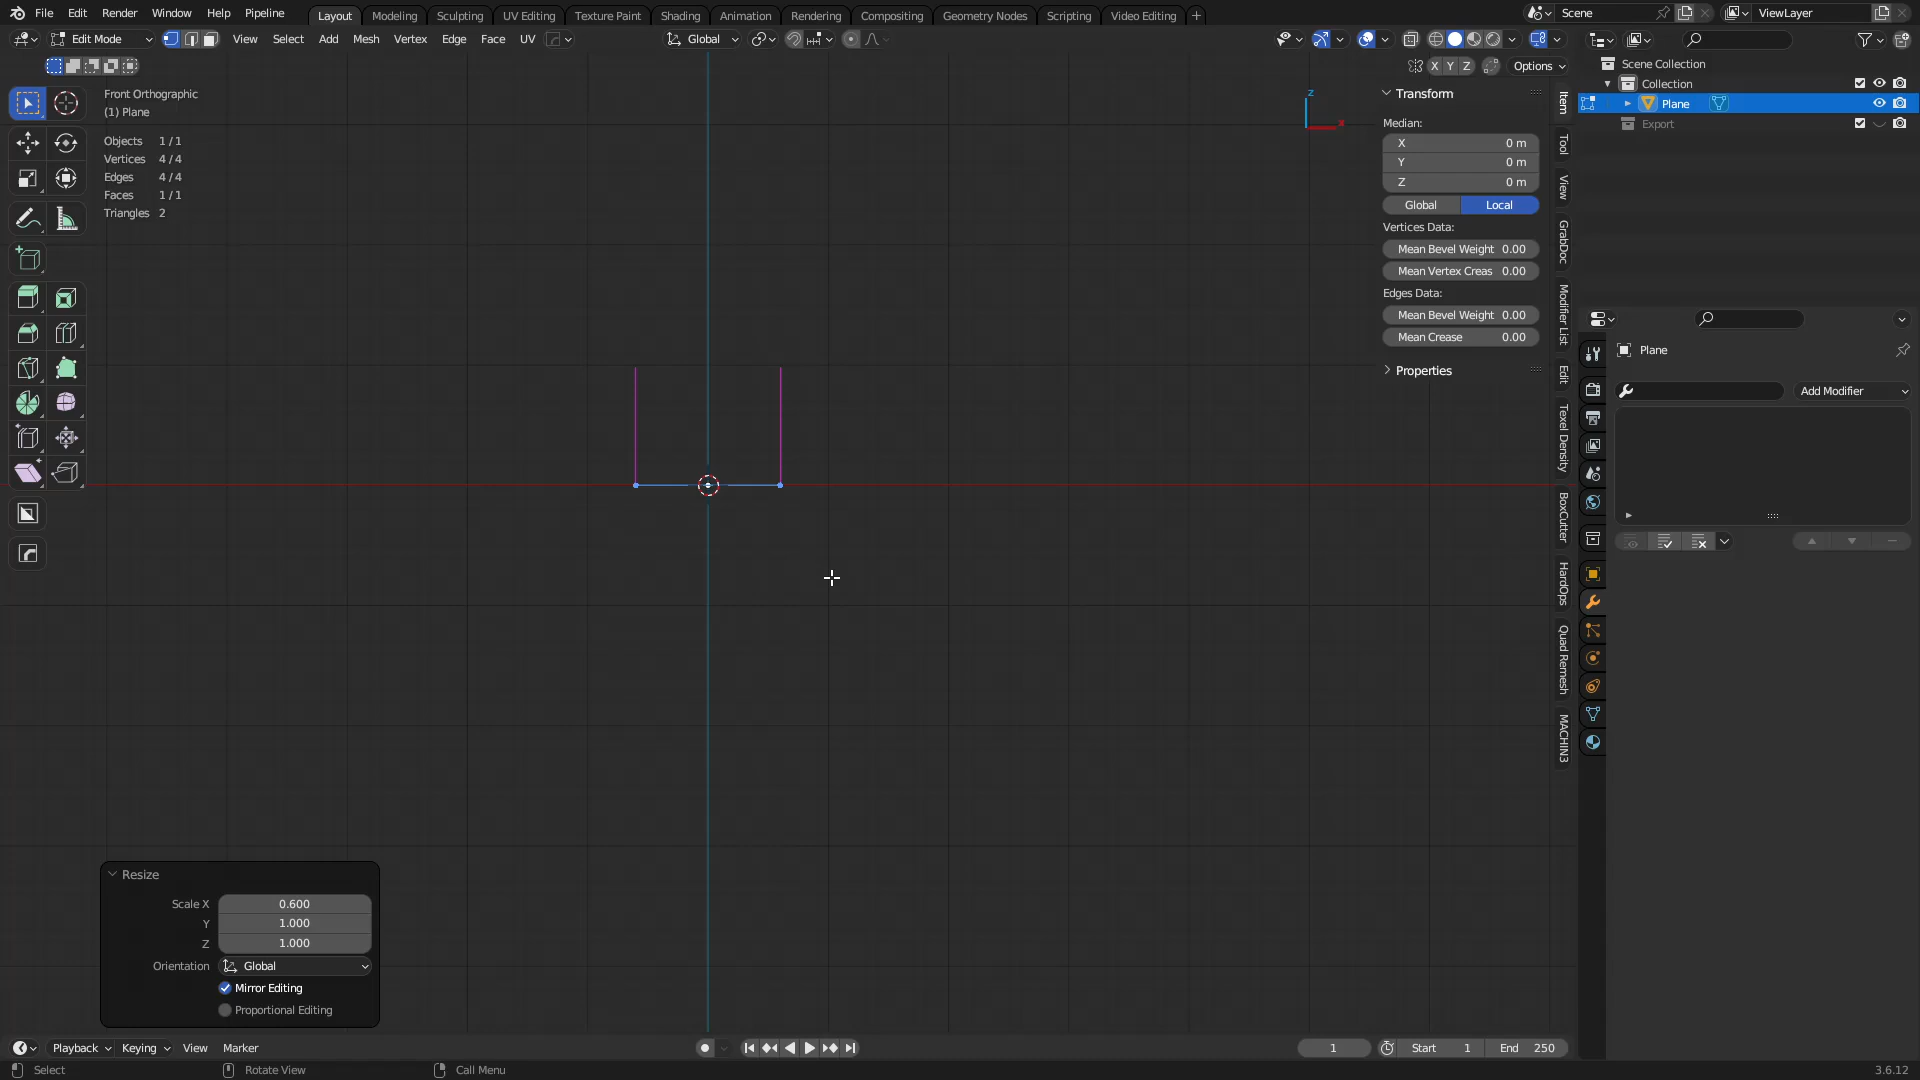 File Edit Render Window Help Pipeline Layout Modeling Sculpting UV Editing Texture Paint Shading Animation Rendering Compositing Geometry Nodes Scripting Video Editing + Scene ViewLayer
Edit Mode View Select Add Mesh Vertex Edge Face UV Global
X Y Z Options
Scene Collection
Collection
Plane
Export
Front Orthographic
(1) Plane
Objects 1 / 1
Vertices 4 / 4
Edges 4 / 4
Faces 1 / 1
Triangles 2
z
x
Transform
Median:
X 0 m
Y 0 m
Z 0 m
Global Local
Vertices Data:
Mean Bevel Weight 0.00
Mean Vertex Creas 0.00
Edges Data:
Mean Bevel Weight 0.00
Mean Crease 0.00
Properties
Item
Tool
View
GrabDoc
Modifier List
Edit
Texel Density
BoxCutter
HardOps
Quad Remesh
MACHIN3
Plane
Add Modifier
Resize
Scale X 0.600
Y 1.000
Z 1.000
Orientation Global
Mirror Editing
Proportional Editing
Playback Keying View Marker 1 Start 1 End 250
Select Rotate View Call Menu 3.6.12